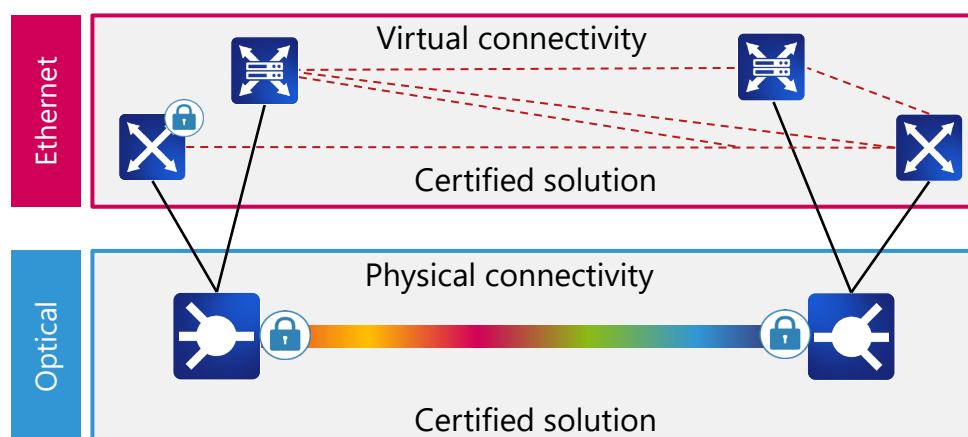 Ethernet
Virtual connectivity
Certified solution
Optical
Physical connectivity
Certified solution